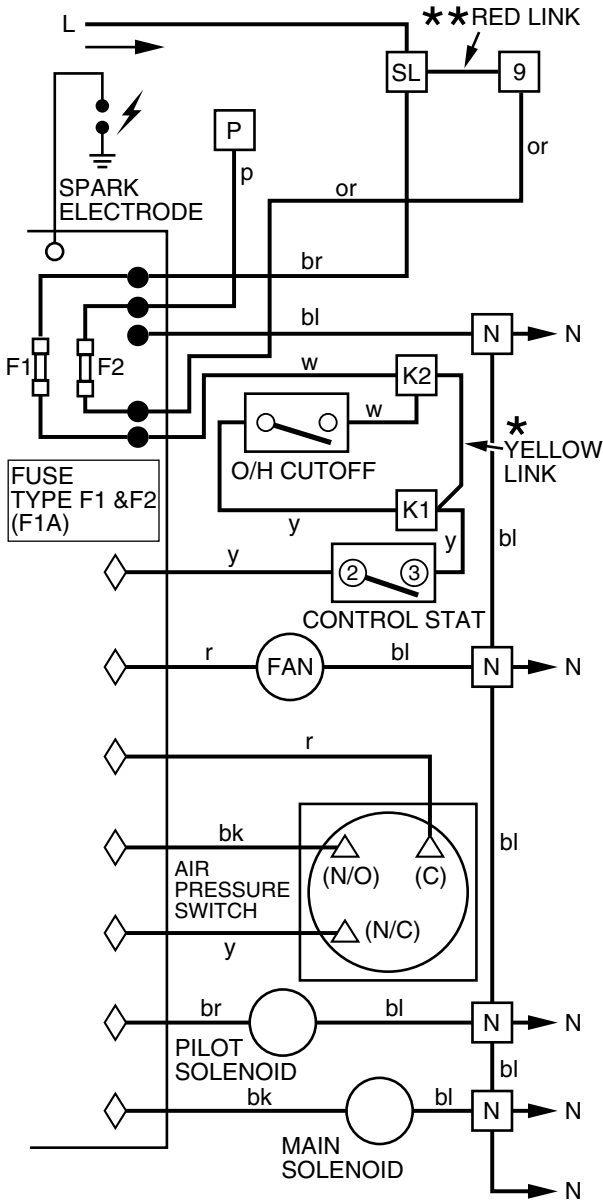 L
**RED LINK
SL
9
or
P
p
or
SPARK
ELECTRODE
br
bl
N
N
F1
F2
w
K2
w
O/H CUTOFF
*
YELLOW
LINK
FUSE
TYPE F1 &F2
(F1A)
K1
y
y
bl
y
2
3
CONTROL STAT
r
FAN
bl
N
N
r
bk
(N/O)
(C)
bl
AIR
PRESSURE
SWITCH
(N/C)
y
br
bl
N
N
PILOT
SOLENOID
bl
bk
bl
N
N
MAIN
SOLENOID
N